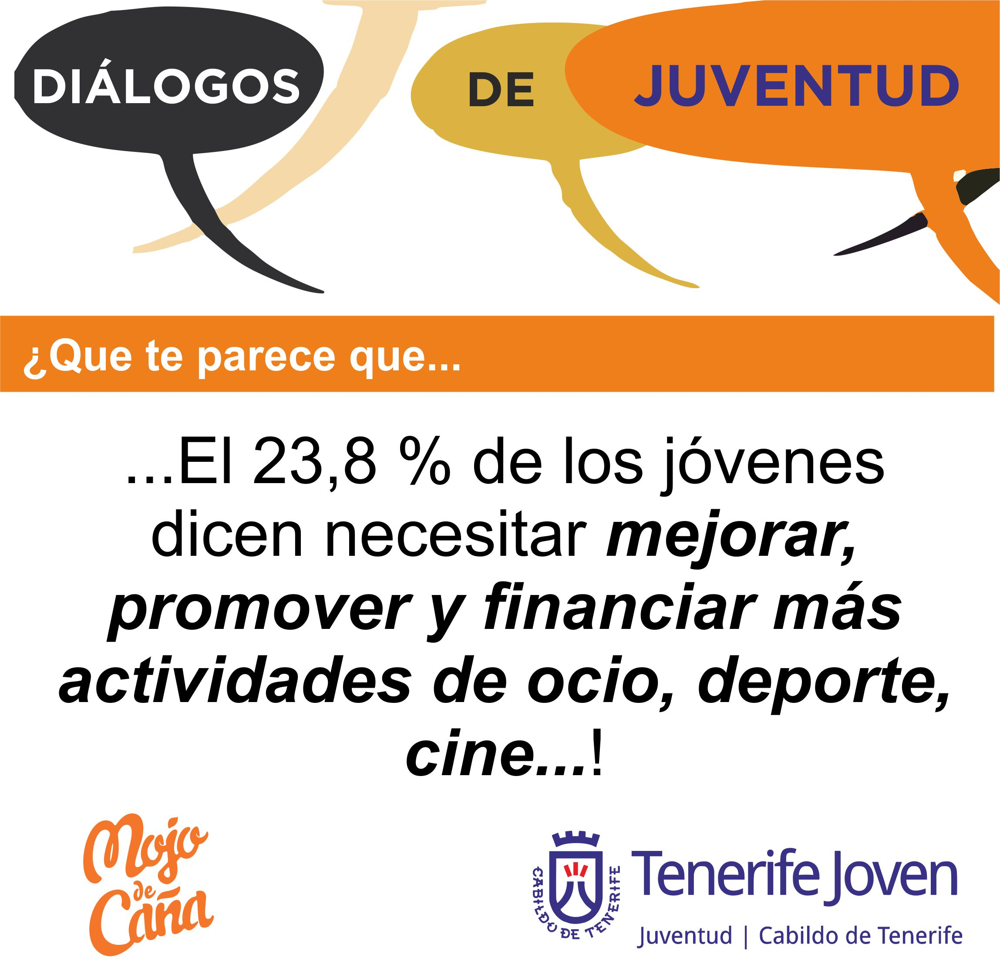 DIÁLOGOS DE JUVENTUD
¿Que te parece que...
...El 23,8 % de los jóvenes
dicen necesitar mejorar,
promover y financiar más
actividades de ocio, deporte,
cine...!
Mojo
de
Caña
CABILDO DE TENERIFE
Tenerife Joven
Juventud | Cabildo de Tenerife